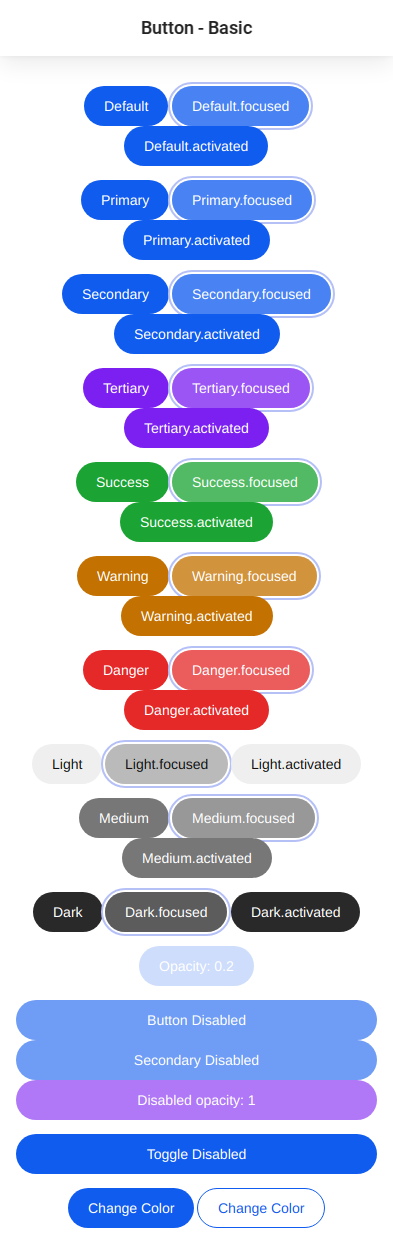 Button - Basic
Default Default.focused
Default.activated
Primary Primary.focused
Primary.activated
Secondary Secondary.focused
Secondary.activated
Tertiary Tertiary.focused
Tertiary.activated
Success Success.focused
Success.activated
Warning Warning.focused
Warning.activated
Danger Danger.focused
Danger.activated
Light Light.focused Light.activated
Medium Medium.focused
Medium.activated
Dark Dark.focused Dark.activated
Opacity: 0.2
Button Disabled
Secondary Disabled
Disabled opacity: 1
Toggle Disabled
Change Color Change Color